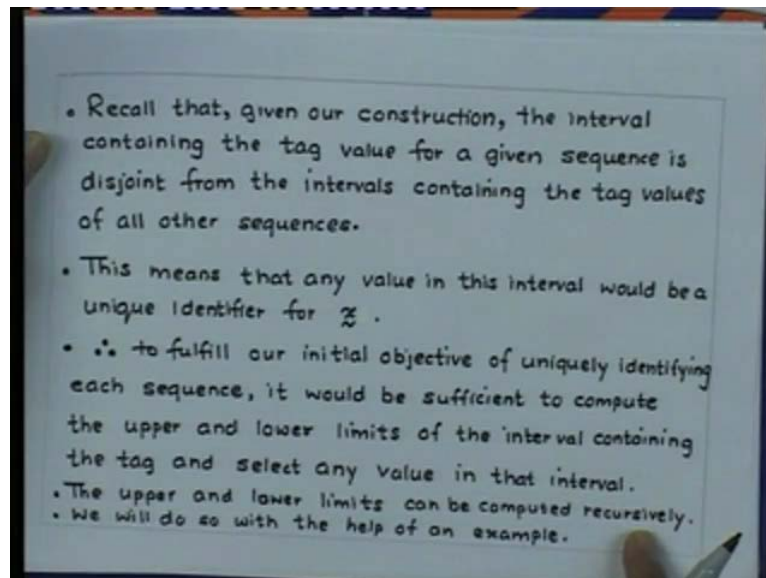 • Recall that, given our construction, the interval
containing the tag value for a given sequence is
disjoint from the intervals containing the tag values
of all other sequences.
• This means that any value in this interval would be a
unique identifier for x̰ .
• ∴ to fulfill our initial objective of uniquely identifying
each sequence, it would be sufficient to compute
the upper and lower limits of the interval containing
the tag and select any value in that interval.
• The upper and lower limits can be computed recursively.
• We will do so with the help of an example.